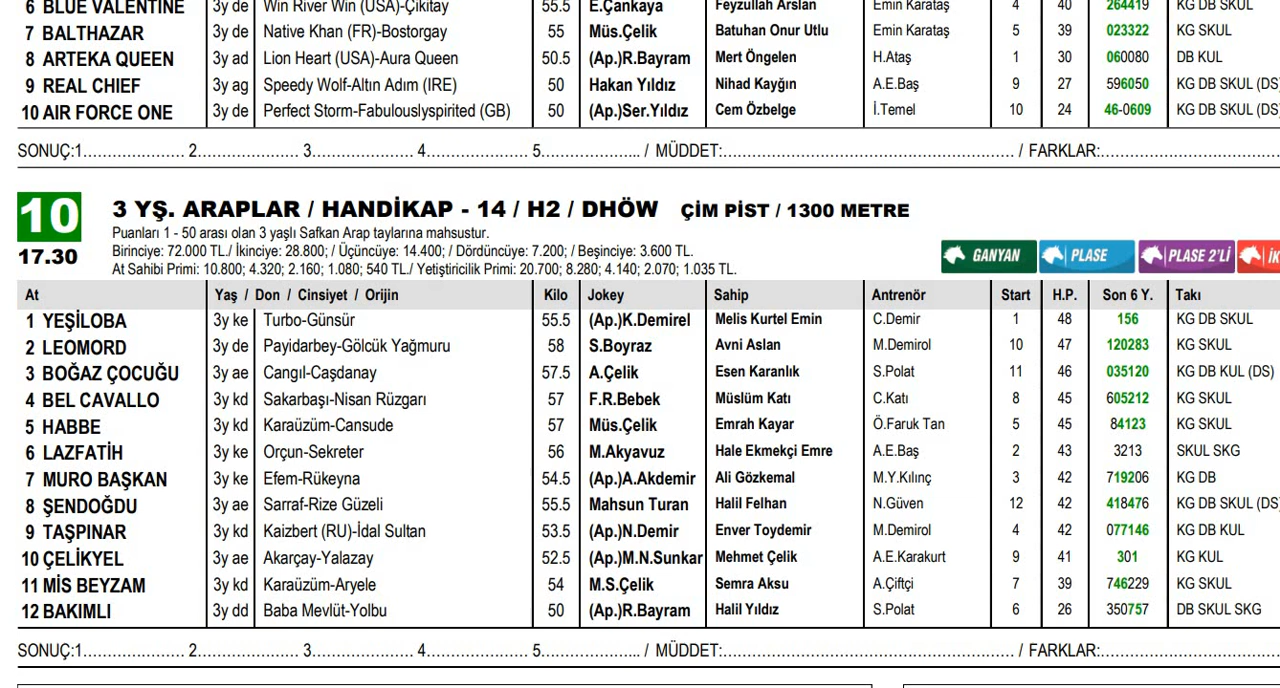 6 BLUE VALENTINE 3y de Win River Win (USA)-Çikitay 55.5 E.Çankaya Feyzullah Arslan Emin Karataş 4 40 264419 KG DB SKUL
7 BALTHAZAR 3y de Native Khan (FR)-Bostorgay 55 Müs.Çelik Batuhan Onur Utlu Emin Karataş 5 39 023322 KG SKUL
8 ARTEKA QUEEN 3y ad Lion Heart (USA)-Aura Queen 50.5 (Ap.)R.Bayram Mert Öngelen H.Ataş 1 30 060080 DB KUL
9 REAL CHIEF 3y ag Speedy Wolf-Altın Adım (IRE) 50 Hakan Yıldız Nihad Kayğın A.E.Baş 9 27 596050 KG DB SKUL (DS)
10 AIR FORCE ONE 3y de Perfect Storm-Fabulouslyspirited (GB) 50 (Ap.)Ser.Yıldız Cem Özbelge İ.Temel 10 24 46-0609 KG DB SKUL (DS)
SONUÇ:1..................... 2..................... 3..................... 4..................... 5..................... / MÜDDET:............................................................ / FARKLAR:....................................
10 3 YŞ. ARAPLAR / HANDİKAP - 14 / H2 / DHÖW ÇİM PİST / 1300 METRE
Puanları 1 - 50 arası olan 3 yaşlı Safkan Arap taylarına mahsustur.
17.30 Birinciye: 72.000 TL./ İkinciye: 28.800; / Üçüncüye: 14.400; / Dördüncüye: 7.200; / Beşinciye: 3.600 TL.
At Sahibi Primi: 10.800; 4.320; 2.160; 1.080; 540 TL./ Yetiştiricilik Primi: 20.700; 8.280; 4.140; 2.070; 1.035 TL.
GANYAN PLASE PLASE 2'Lİ İK
At Yaş / Don / Cinsiyet / Orijin Kilo Jokey Sahip Antrenör Start H.P. Son 6 Y. Takı
1 YEŞİLOBA 3y ke Turbo-Günsür 55.5 (Ap.)K.Demirel Melis Kurtel Emin C.Demir 1 48 156 KG DB SKUL
2 LEOMORD 3y de Payidarbey-Gölcük Yağmuru 58 S.Boyraz Avni Aslan M.Demirol 10 47 120283 KG SKUL
3 BOĞAZ ÇOCUĞU 3y ae Cangıl-Caşdanay 57.5 A.Çelik Esen Karanlık S.Polat 11 46 035120 KG DB KUL (DS)
4 BEL CAVALLO 3y kd Sakarbaşı-Nisan Rüzgarı 57 F.R.Bebek Müslüm Katı C.Katı 8 45 605212 KG SKUL
5 HABBE 3y kd Karaüzüm-Cansude 57 Müs.Çelik Emrah Kayar Ö.Faruk Tan 5 45 84123 KG SKUL
6 LAZFATİH 3y ke Orçun-Sekreter 56 M.Akyavuz Hale Ekmekçi Emre A.E.Baş 2 43 3213 SKUL SKG
7 MURO BAŞKAN 3y ke Efem-Rükeyna 54.5 (Ap.)A.Akdemir Ali Gözkemal M.Y.Kılınç 3 42 719206 KG DB
8 ŞENDOĞDU 3y ae Sarraf-Rize Güzeli 55.5 Mahsun Turan Halil Felhan N.Güven 12 42 418476 KG DB SKUL (DS)
9 TAŞPINAR 3y kd Kaizbert (RU)-İdal Sultan 53.5 (Ap.)N.Demir Enver Toydemir M.Demirol 4 42 077146 KG DB KUL
10 ÇELİKYEL 3y ae Akarçay-Yalazay 52.5 (Ap.)M.N.Sunkar Mehmet Çelik A.E.Karakurt 9 41 301 KG KUL
11 MİS BEYZAM 3y kd Karaüzüm-Aryele 54 M.S.Çelik Semra Aksu A.Çiftçi 7 39 746229 KG SKUL
12 BAKIMLI 3y dd Baba Mevlüt-Yolbu 50 (Ap.)R.Bayram Halil Yıldız S.Polat 6 26 350757 DB SKUL SKG
SONUÇ:1..................... 2..................... 3..................... 4..................... 5..................... / MÜDDET:............................................................ / FARKLAR:....................................